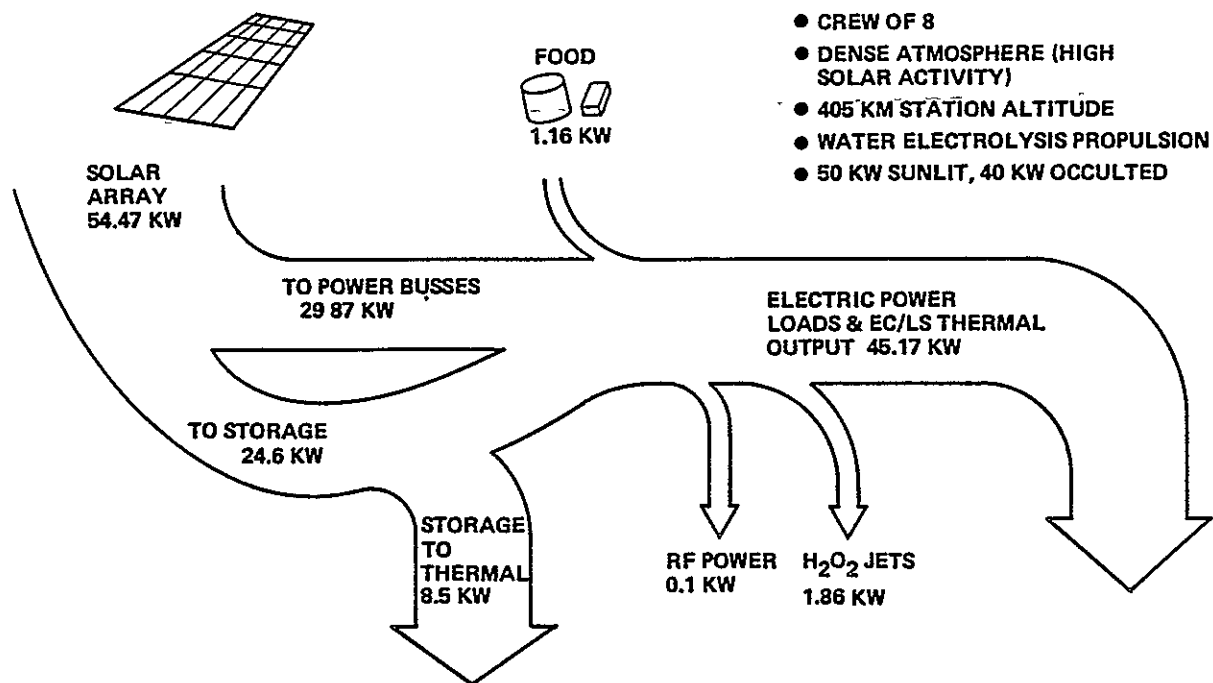 ● CREW OF 8
● DENSE ATMOSPHERE (HIGH
SOLAR ACTIVITY)
● 405 KM STATION ALTITUDE
● WATER ELECTROLYSIS PROPULSION
● 50 KW SUNLIT, 40 KW OCCULTED
FOOD
1.16 KW
SOLAR
ARRAY
54.47 KW
TO POWER BUSSES
29 87 KW
ELECTRIC POWER
LOADS & EC/LS THERMAL
OUTPUT 45.17 KW
TO STORAGE
24.6 KW
STORAGE
TO
THERMAL
8.5 KW
RF POWER
0.1 KW
H₂O₂ JETS
1.86 KW